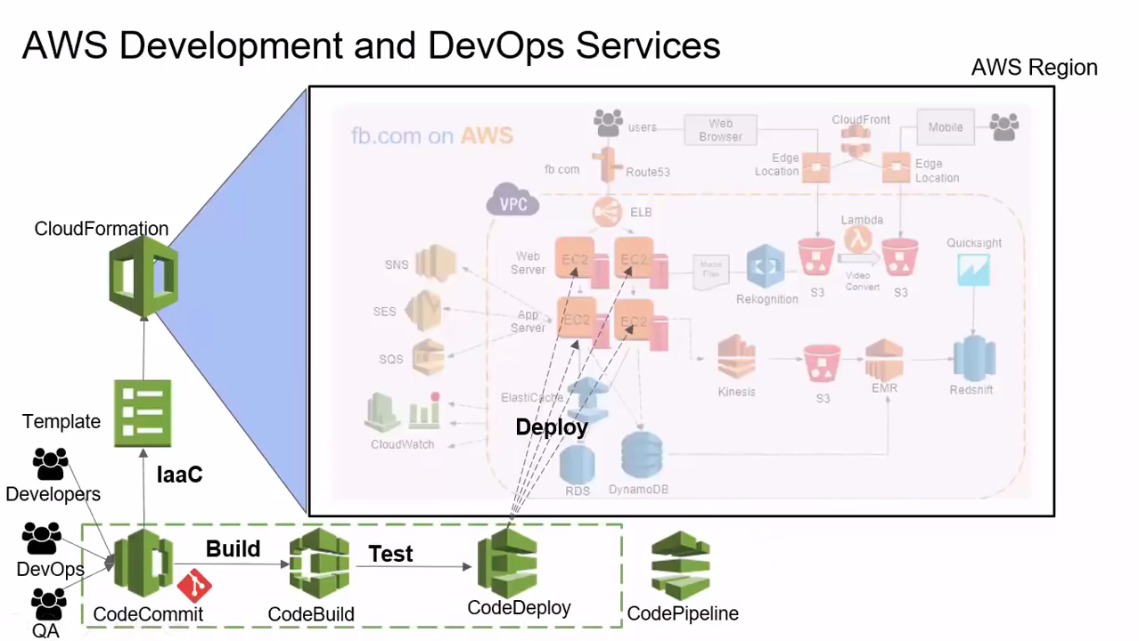 AWS Development and DevOps Services
AWS Region
fb.com on AWS
users
Web
Browser
CloudFront
Mobile
fb.com
Route53
Edge
Location
Edge
Location
VPC
ELB
Lambda
CloudFormation
Web
Server
EC2
EC2
SNS
Media
Files
Rekognition
S3
Video
Convert
S3
Quicksight
SES
App
Server
EC2
EC2
SQS
Kinesis
S3
EMR
Redshift
ElastiCache
Template
Deploy
CloudWatch
IaaC
RDS
DynamoDB
Developers
DevOps
Build
Test
CodeCommit
CodeBuild
CodeDeploy
CodePipeline
QA